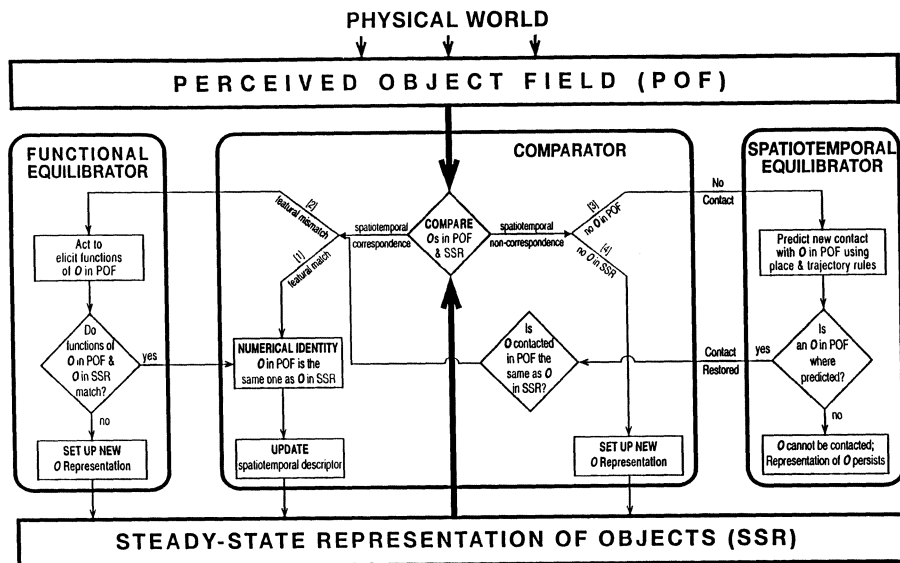 PHYSICAL WORLD
PERCEIVED OBJECT FIELD (POF)
FUNCTIONAL
EQUILIBRATOR
Act to
elicit functions
of O in POF
Do
functions of
O in POF &
O in SSR
match?
yes
no
SET UP NEW
O Representation
COMPARATOR
[2]
featural mismatch
[1]
featural match
spatiotemporal
correspondence
COMPARE
Os in POF
& SSR
spatiotemporal
non-correspondence
[3]
no O in POF
[4]
no O in SSR
NUMERICAL IDENTITY
O in POF is the
same one as O in SSR
UPDATE
spatiotemporal descriptor
Is
O contacted
in POF the
same as O
in SSR?
SET UP NEW
O Representation
SPATIOTEMPORAL
EQUILIBRATOR
No
Contact
Predict new contact
with O in POF using
place & trajectory rules
Is
an O in POF
where
predicted?
yes
Contact
Restored
no
O cannot be contacted;
Representation of O persists
STEADY-STATE REPRESENTATION OF OBJECTS (SSR)